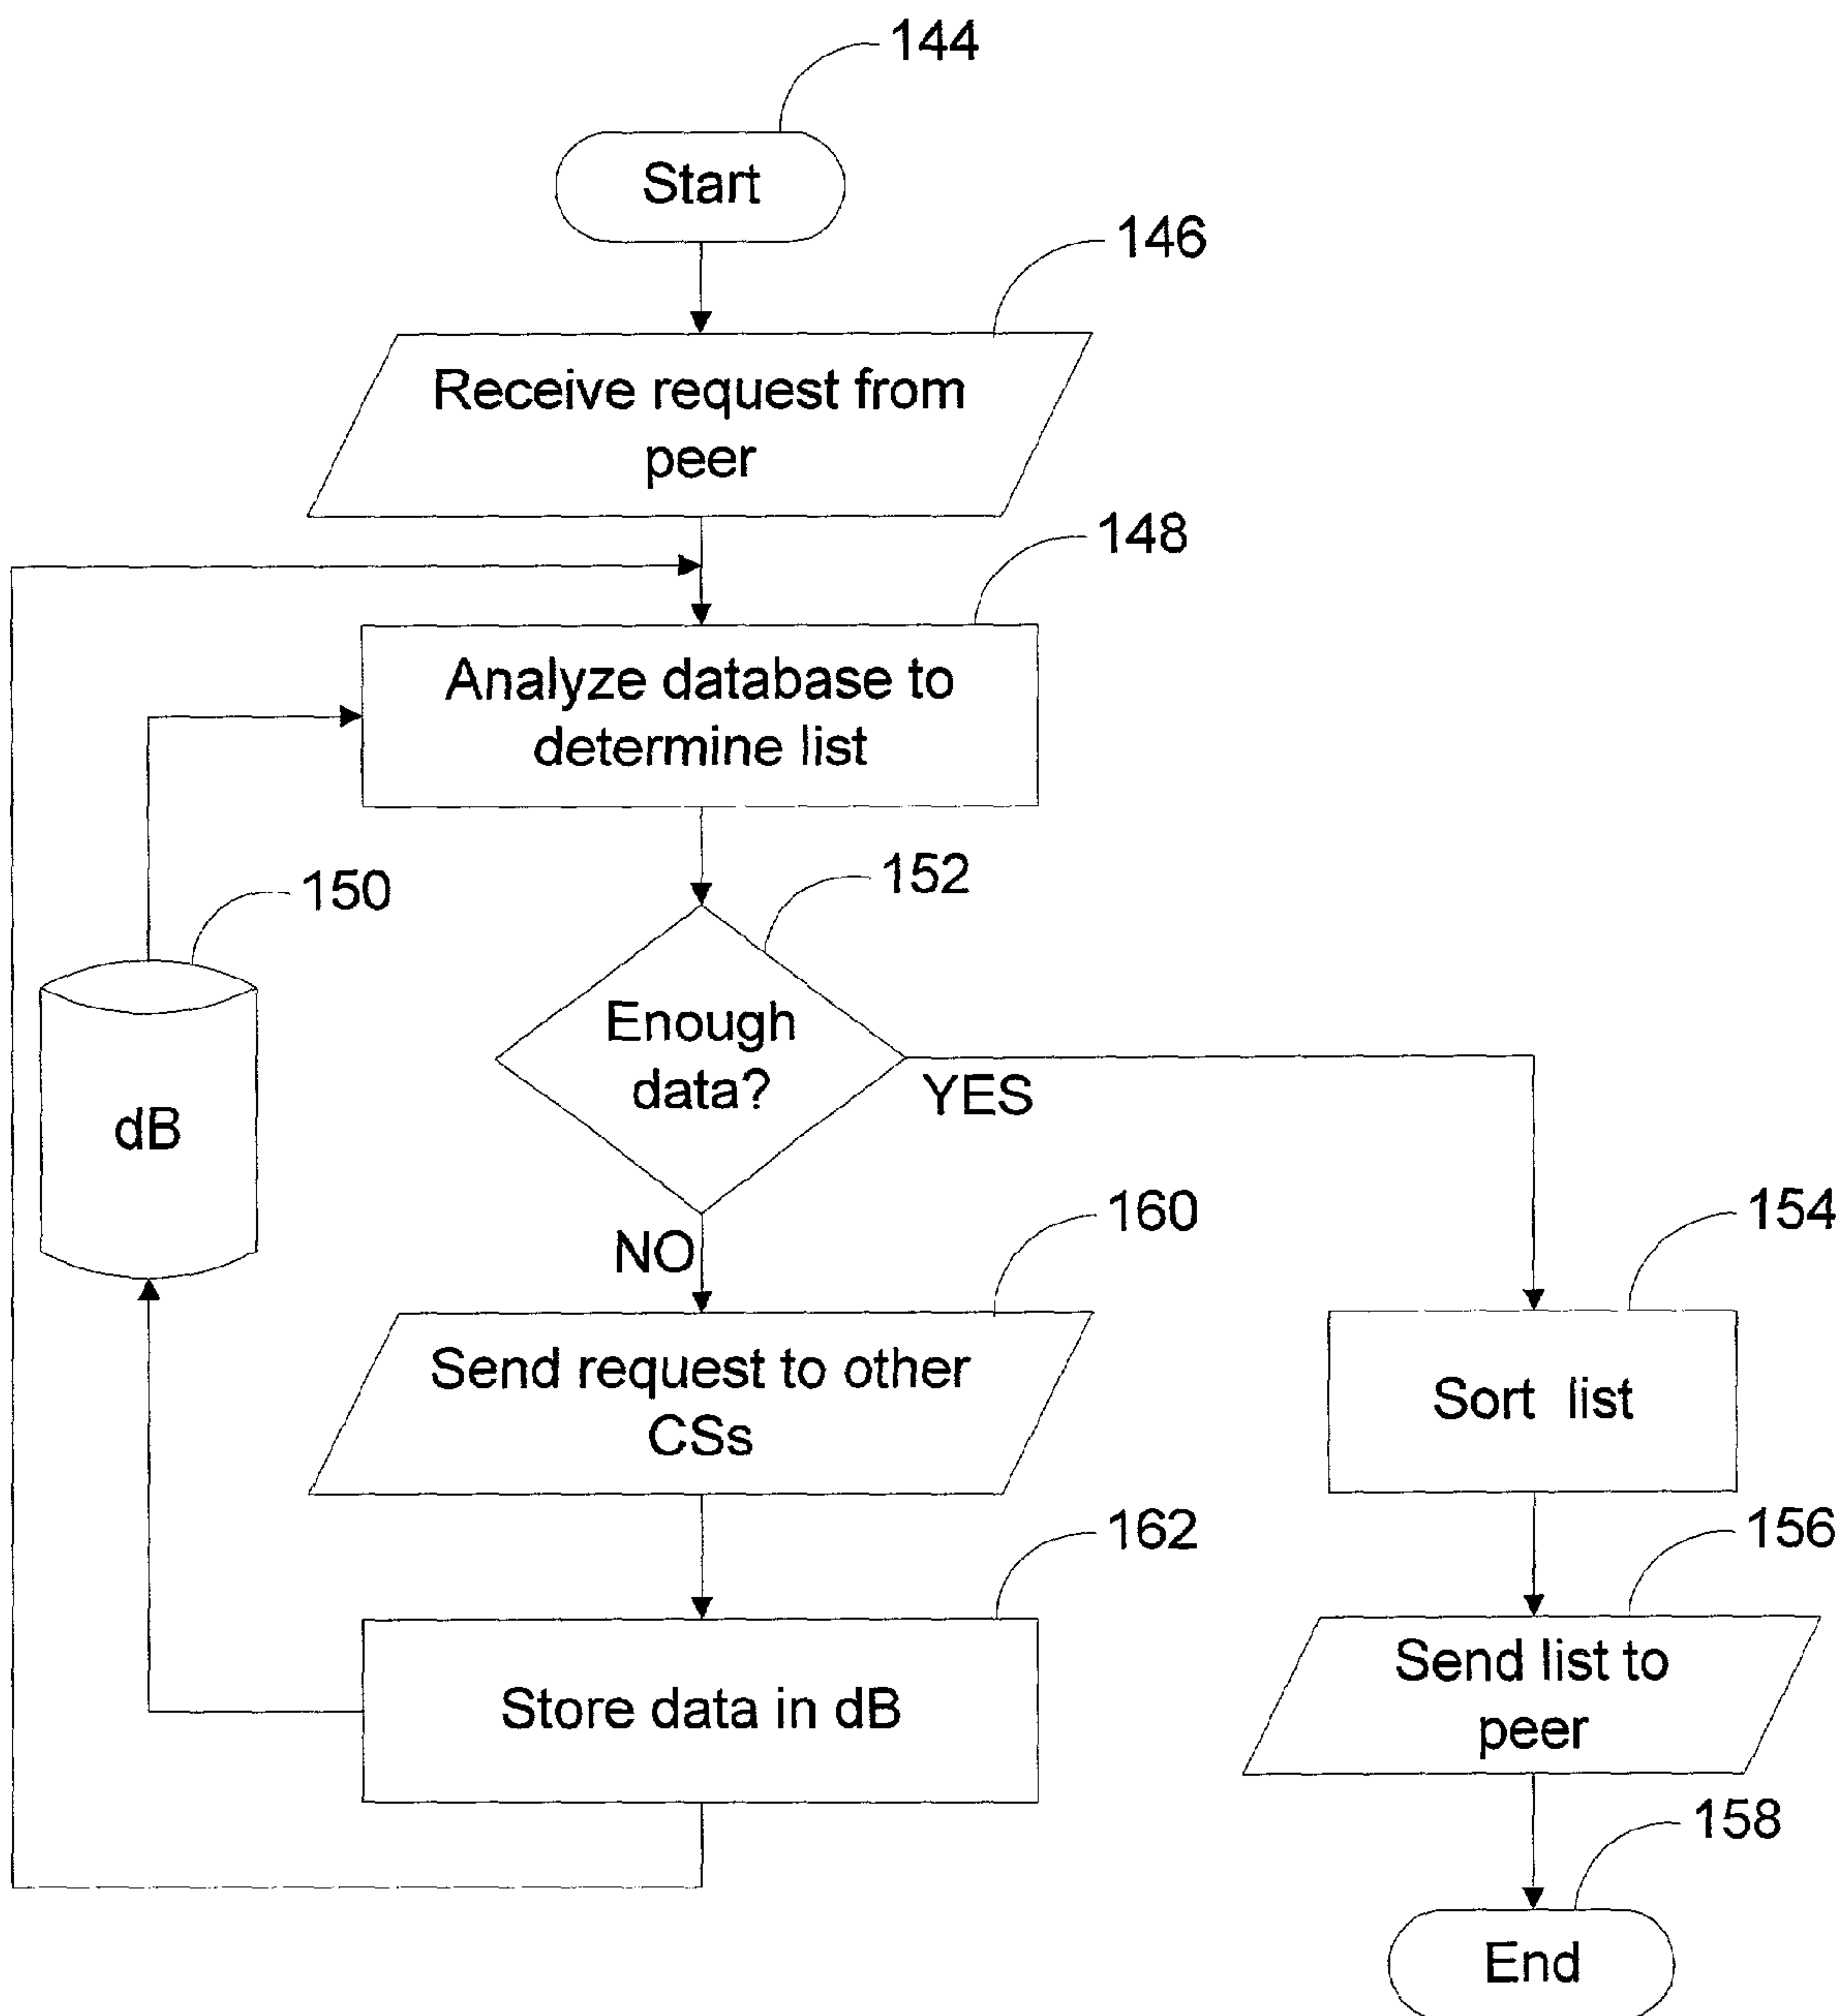 144
Start
146
Receive request from
peer
148
Analyze database to
determine list
150
152
Enough
data?
YES
dB
NO
160
154
Send request to other
CSs
Sort list
162
156
Store data in dB
Send list to
peer
158
End